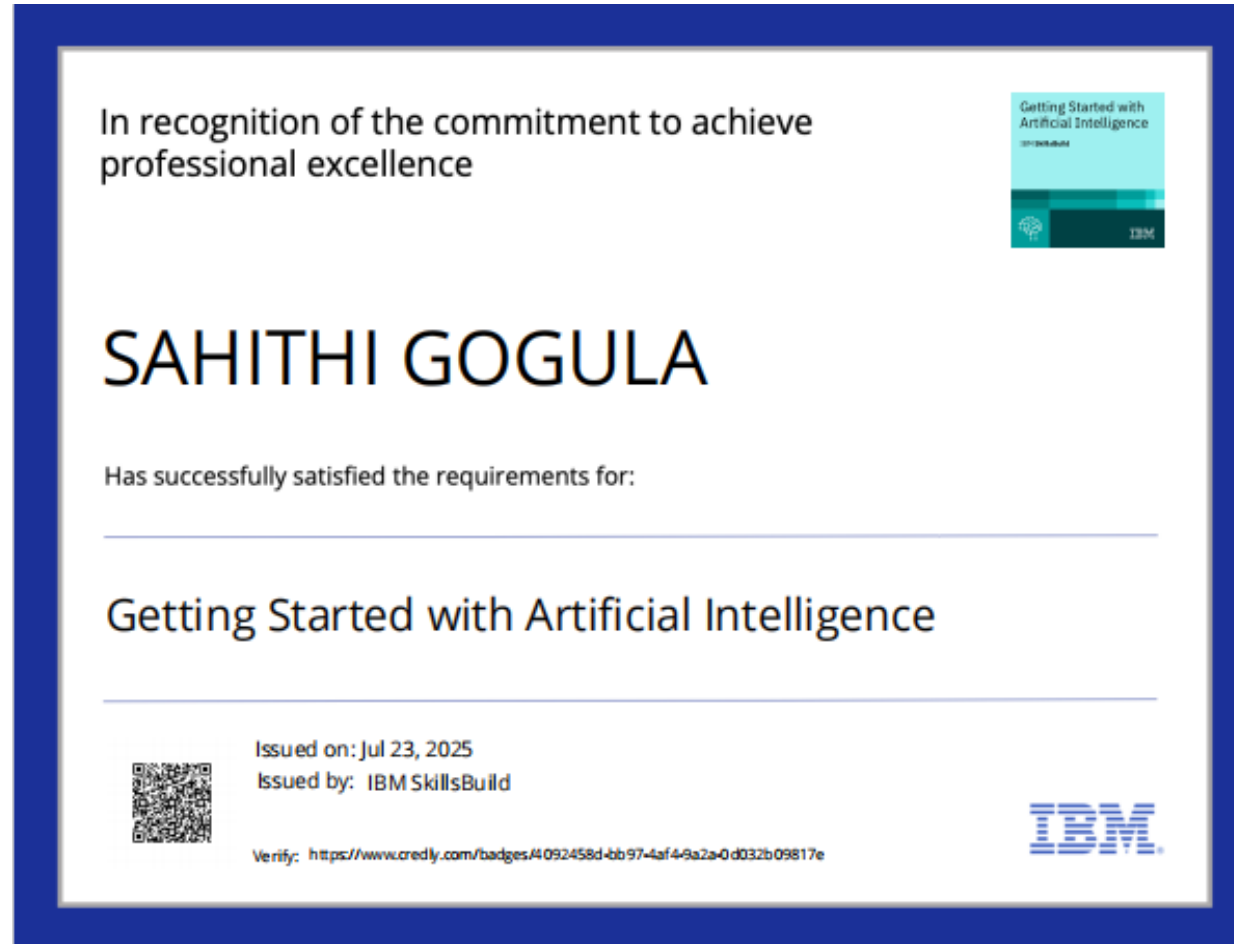 In recognition of the commitment to achieve
professional excellence
Getting Started with
Artificial Intelligence
IBM SkillsBuild
IBM
SAHITHI GOGULA
Has successfully satisfied the requirements for:
Getting Started with Artificial Intelligence
Issued on: Jul 23, 2025
Issued by: IBM SkillsBuild
Verify: https://www.credly.com/badges/4092458d-bb97-4af4-9a2a-0d032b09817e
IBM.